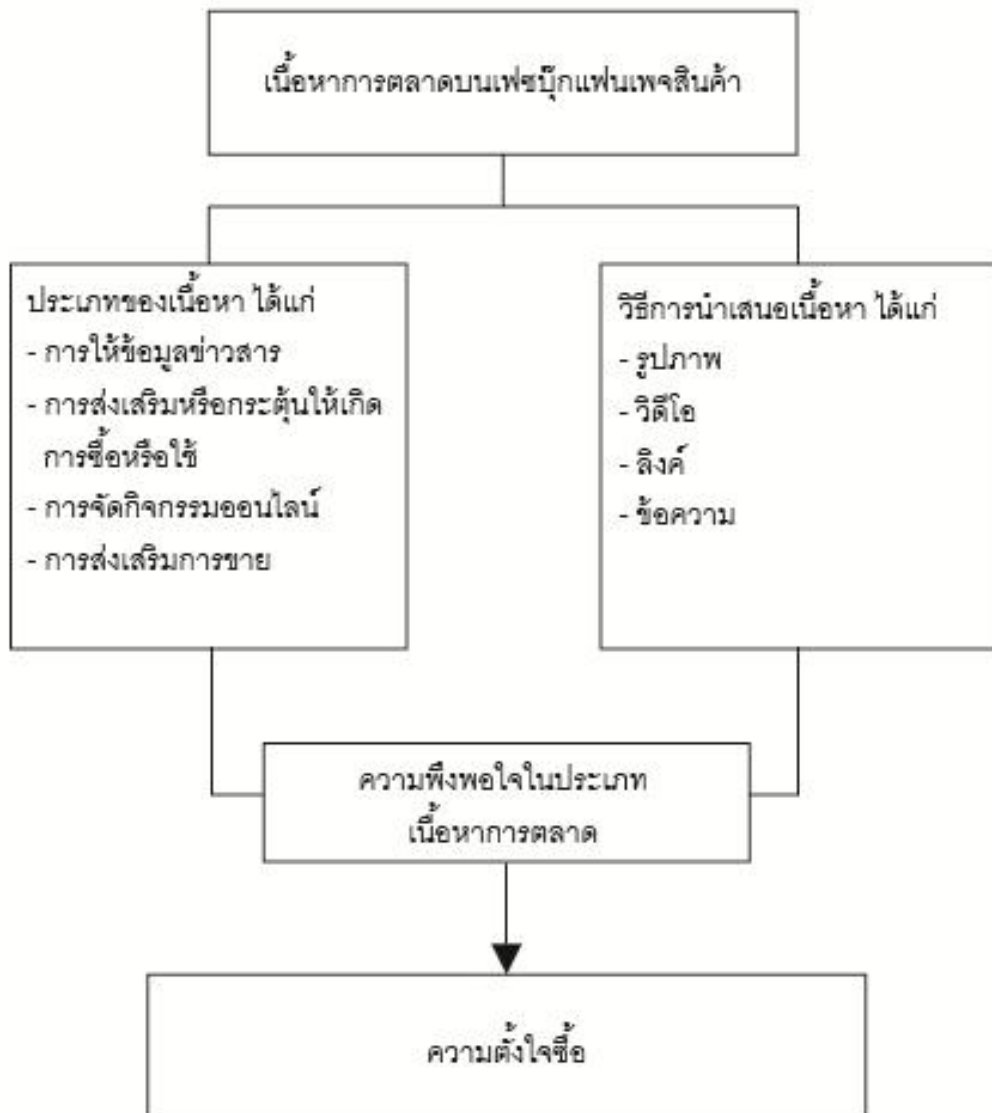 เนื้อหาการตลาดบนเฟซบุ๊กแฟนเพจสินค้า
ประเภทของเนื้อหา ได้แก่
- การให้ข้อมูลข่าวสาร
- การส่งเสริมหรือกระตุ้นให้เกิด
การซื้อหรือใช้
- การจัดกิจกรรมออนไลน์
- การส่งเสริมการขาย
วิธีการนำเสนอเนื้อหา ได้แก่
- รูปภาพ
- วิดีโอ
- ลิงค์
- ข้อความ
ความพึงพอใจในประเภท
เนื้อหาการตลาด
ความตั้งใจซื้อ